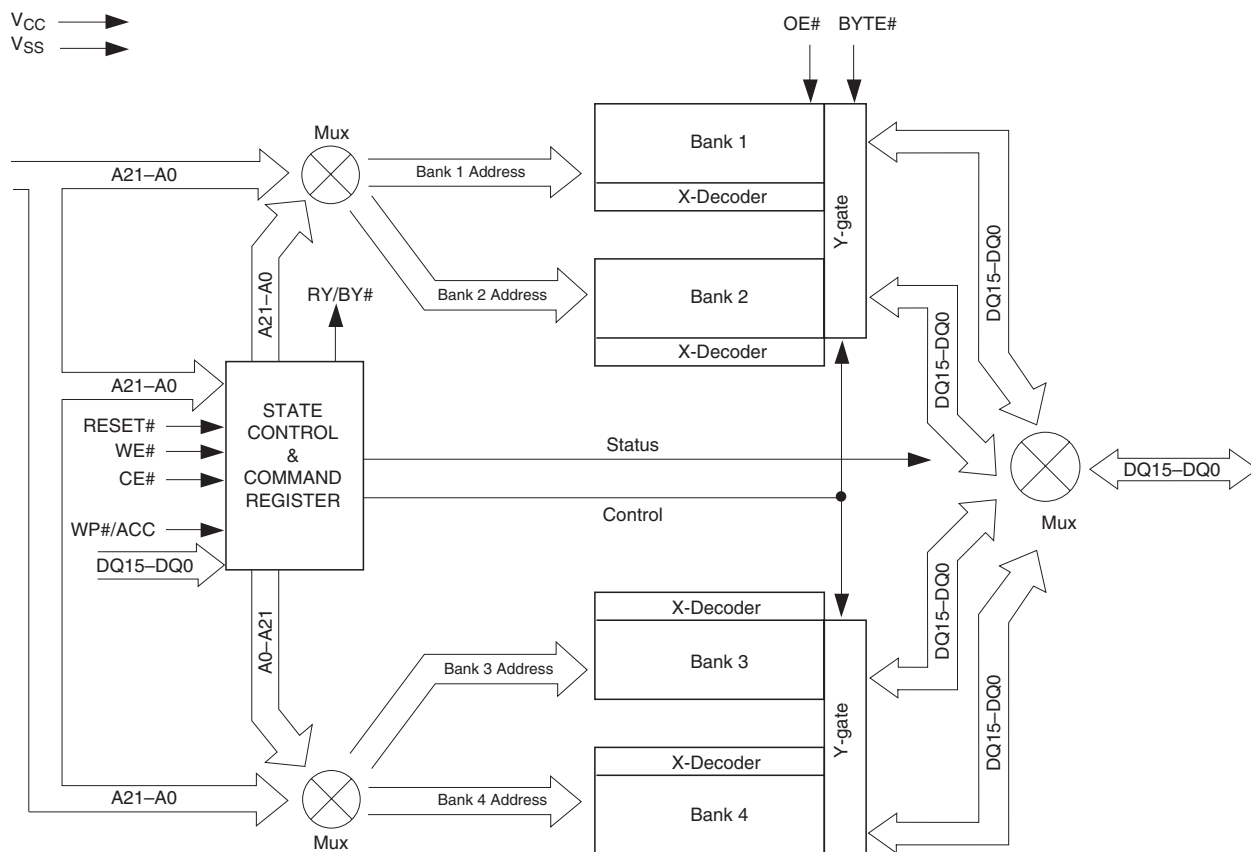 VCC
VSS
OE# BYTE#
Mux
Bank 1
A21–A0
Bank 1 Address
X-Decoder
Y-gate
DQ15–DQ0
A21–A0
RY/BY#
Bank 2 Address
Bank 2
X-Decoder
DQ15–DQ0
A21–A0
RESET#
WE#
CE#
WP#/ACC
DQ15–DQ0
STATE
CONTROL
&
COMMAND
REGISTER
Status
Control
DQ15–DQ0
Mux
A0–A21
X-Decoder
Bank 3 Address
Bank 3
DQ15–DQ0
Y-gate
DQ15–DQ0
X-Decoder
A21–A0
Bank 4 Address
Bank 4
Mux